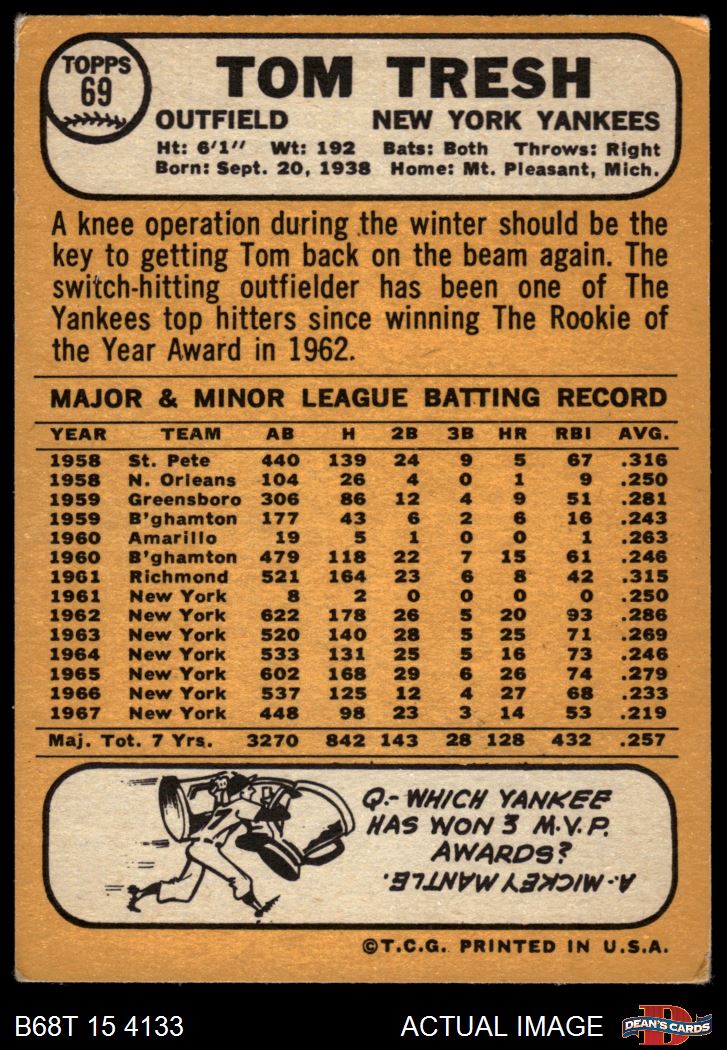 TOPPS
69
TOM TRESH
OUTFIELD NEW YORK YANKEES
Ht: 6'1" Wt: 192 Bats: Both Throws: Right
Born: Sept. 20, 1938 Home: Mt. Pleasant, Mich.
A knee operation during the winter should be the
key to getting Tom back on the beam again. The
switch-hitting outfielder has been one of The
Yankees top hitters since winning The Rookie of
the Year Award in 1962.
MAJOR & MINOR LEAGUE BATTING RECORD
YEAR TEAM AB H 2B 3B HR RBI AVG.
1958 St. Pete 440 139 24 9 5 67 .316
1958 N. Orleans 104 26 4 0 1 9 .250
1959 Greensboro 306 86 12 4 9 51 .281
1959 B'ghamton 177 43 6 2 6 16 .243
1960 Amarillo 19 5 1 0 0 1 .263
1960 B'ghamton 479 118 22 7 15 61 .246
1961 Richmond 521 164 23 6 8 42 .315
1961 New York 8 2 0 0 0 0 .250
1962 New York 622 178 26 5 20 93 .286
1963 New York 520 140 28 5 25 71 .269
1964 New York 533 131 25 5 16 73 .246
1965 New York 602 168 29 6 26 74 .279
1966 New York 537 125 12 4 27 68 .233
1967 New York 448 98 23 3 14 53 .219
Maj. Tot. 7 Yrs. 3270 842 143 28 128 432 .257
7
Q.- WHICH YANKEE
HAS WON 3 M.V.P.
AWARDS?
A- MICKEY MANTLE.
©T.C.G. PRINTED IN U.S.A.
B68T 15 4133 ACTUAL IMAGE
D
DEAN'S CARDS